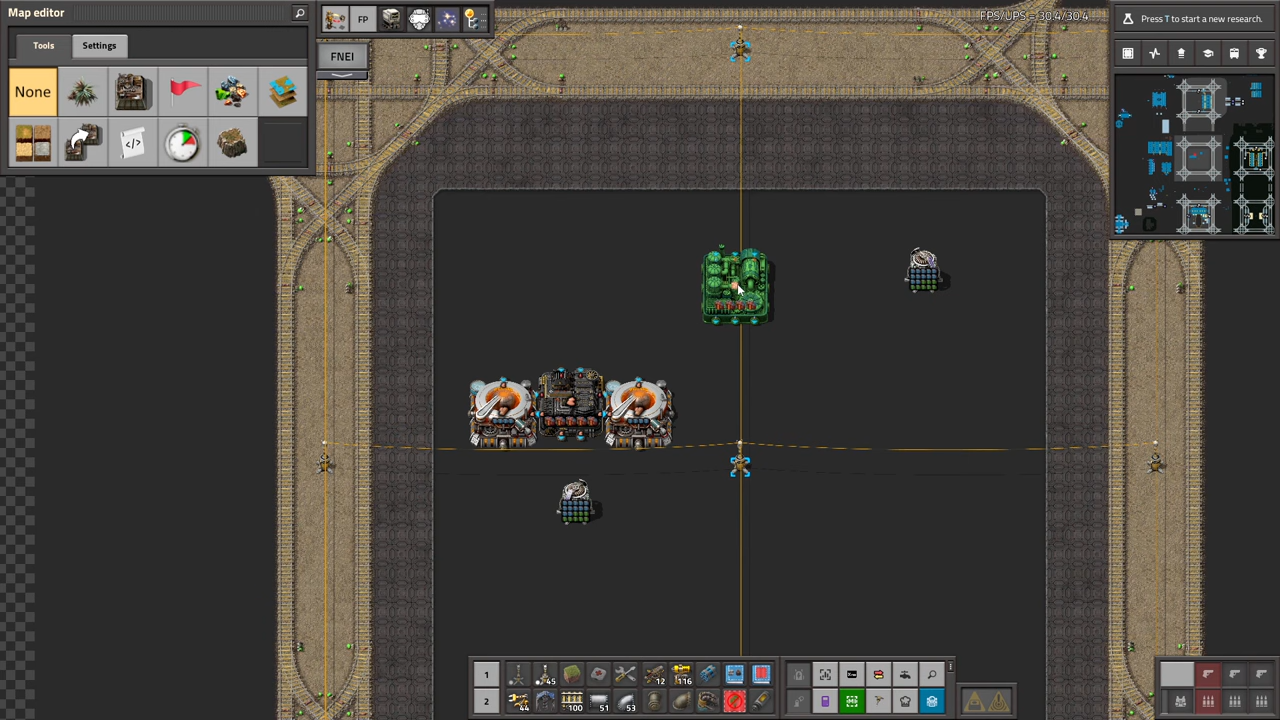 Map editor
Tools
Settings
None
</>
FP
FNEI
FPS/UPS = 30.4/30.4
Press T to start a new research.
1
45
12
116
2
44
100
51
53